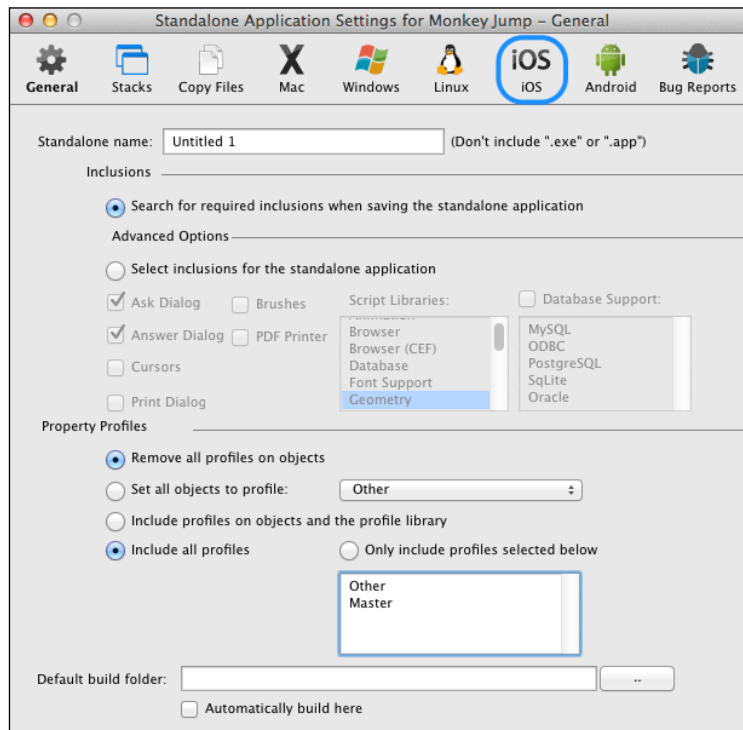 Standalone Application Settings for Monkey Jump – General
iOS
General Stacks Copy Files Mac Windows Linux iOS Android Bug Reports
Standalone name: Untitled 1 (Don't include ".exe" or ".app")
Inclusions
Search for required inclusions when saving the standalone application
Advanced Options
Select inclusions for the standalone application
Ask Dialog Brushes Script Libraries: Database Support:
Answer Dialog PDF Printer
Cursors
Print Dialog
Animation
Browser
Browser (CEF)
Database
Font Support
Geometry
MySQL
ODBC
PostgreSQL
SqLite
Oracle
Property Profiles
Remove all profiles on objects
Set all objects to profile: Other
Include profiles on objects and the profile library
Include all profiles Only include profiles selected below
Other
Master
Default build folder: ..
Automatically build here